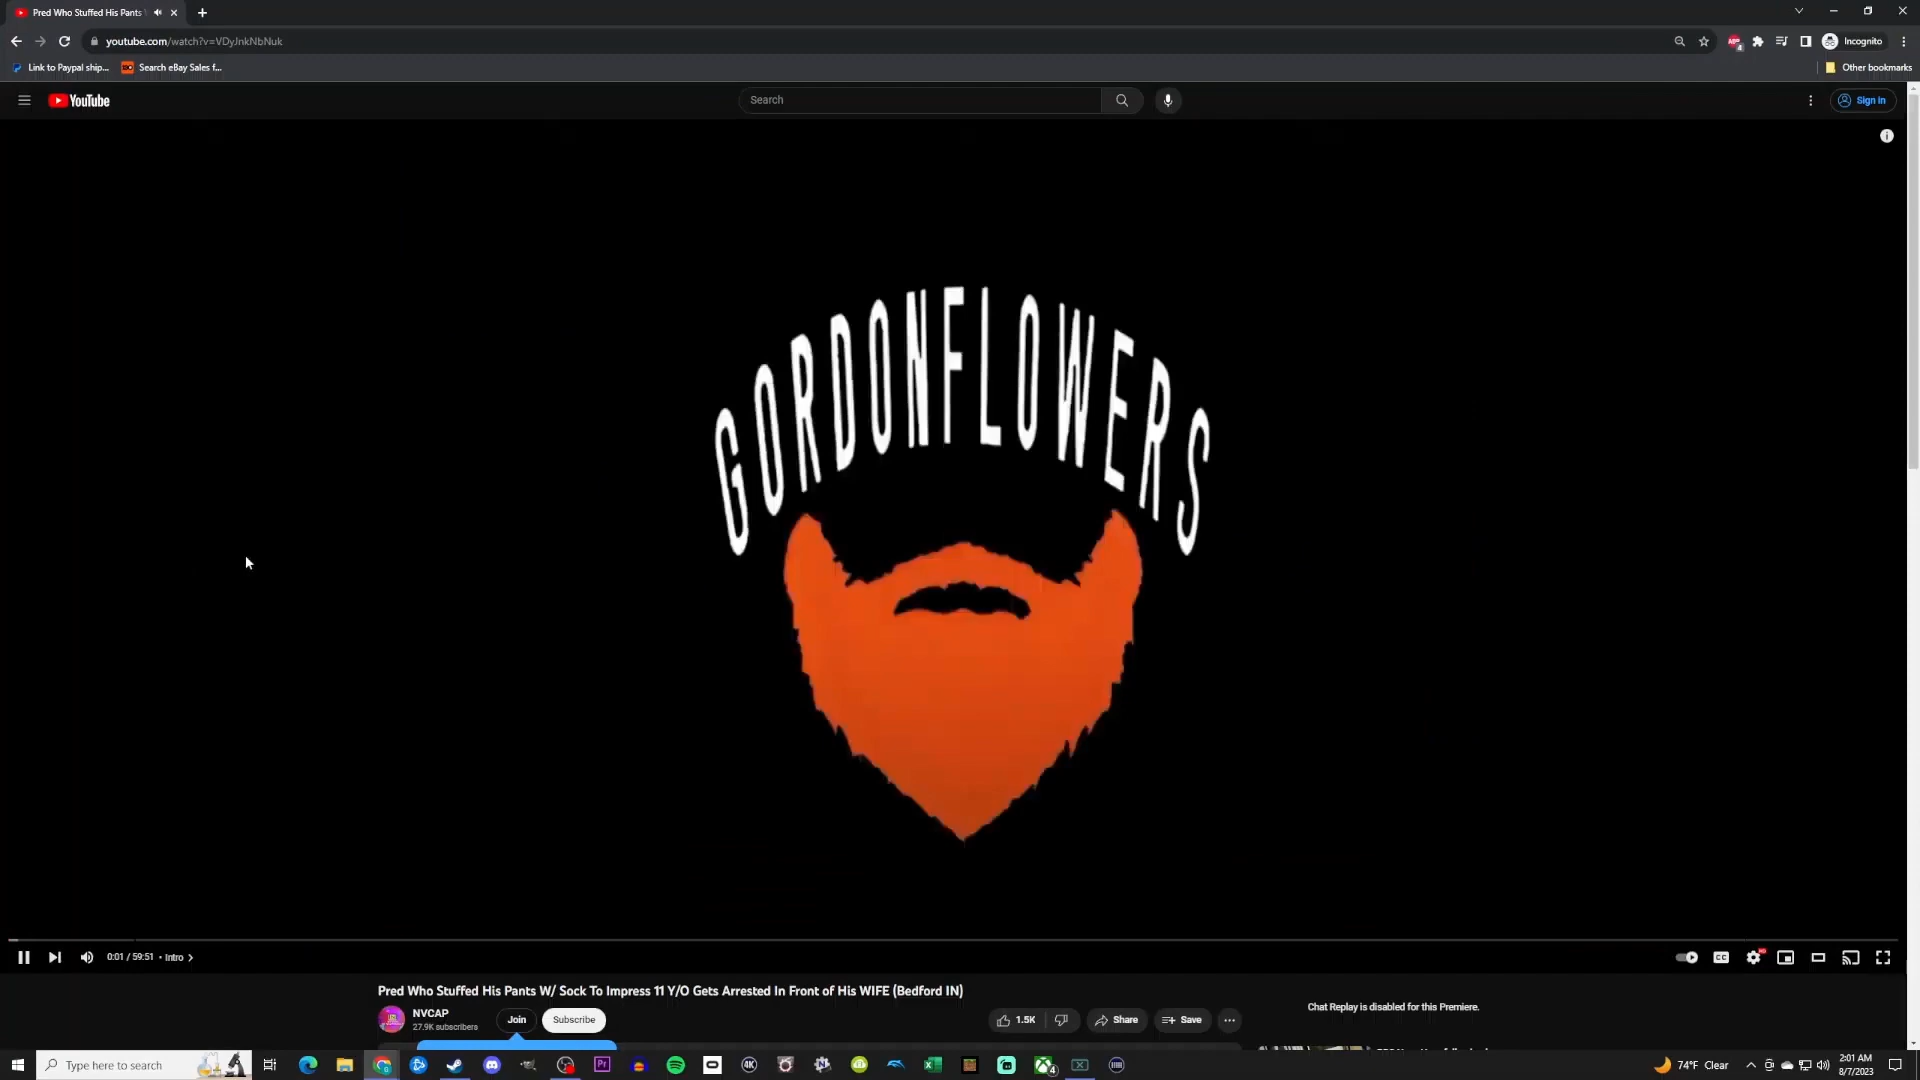 Pred Who Stuffed His Pants
youtube.com/watch?v=VDyJnkNbNuk
Incognito
Link to Paypal ship...
Search eBay Sales f...
Other bookmarks
YouTube
Search
Sign in
GORDONFLOWERS
0:01 / 59:51 • Intro
CC
HD
Pred Who Stuffed His Pants W/ Sock To Impress 11 Y/O Gets Arrested In Front of His WIFE (Bedford IN)
Chat Replay is disabled for this Premiere.
NVCAP
27.9K subscribers
Join
Subscribe
1.5K
Share
Save
Type here to search
74°F Clear
2:01 AM
8/7/2023